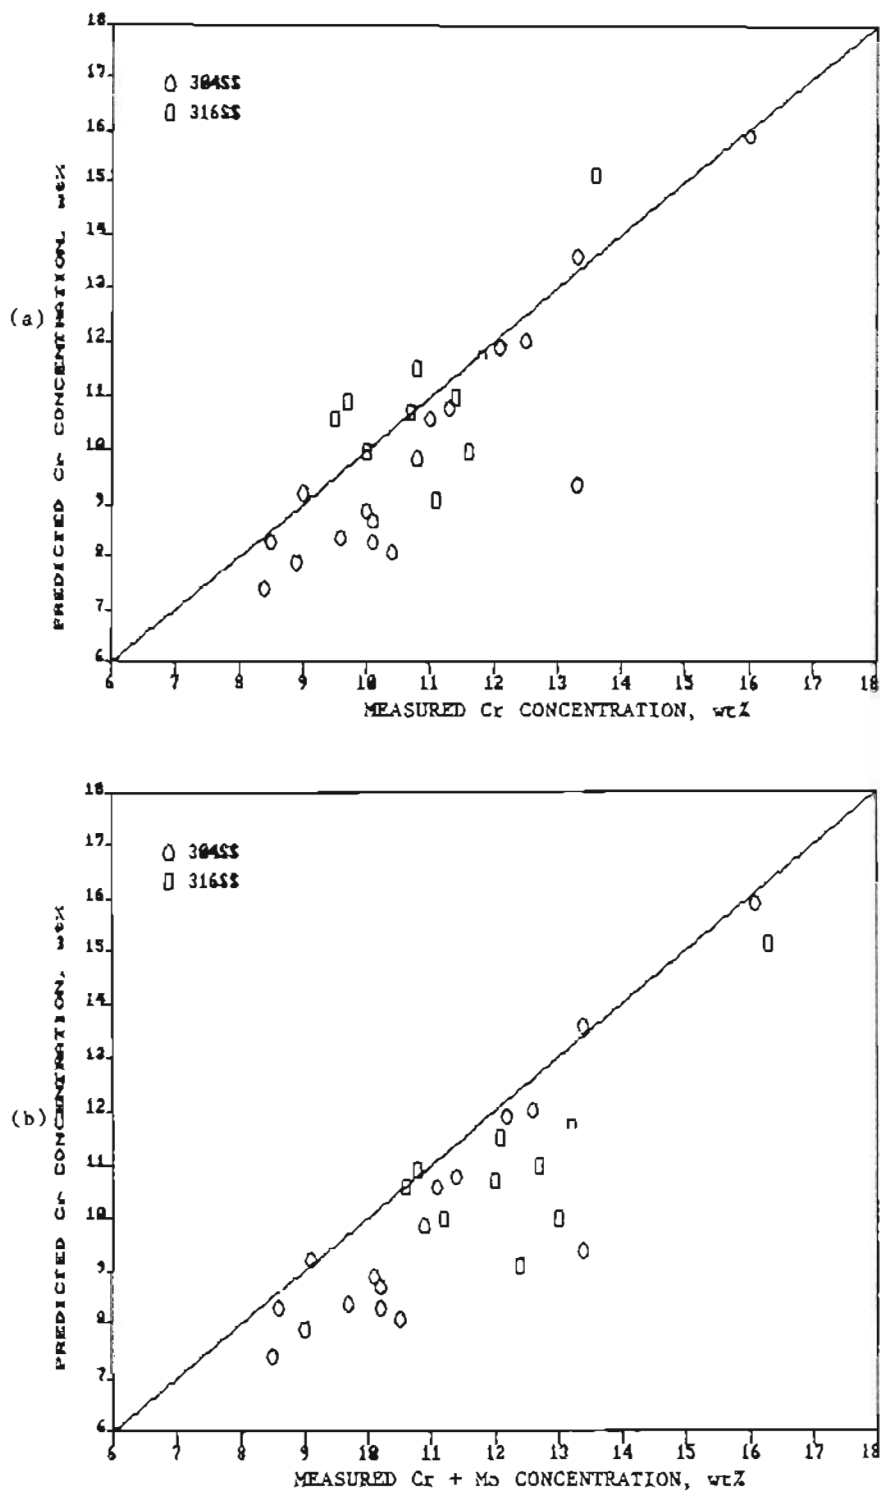 (a)
PREDICTED Cr CONCENTRATION, wt%
18
17
16
15
14
13
12
11
10
9
8
7
6
304SS
316SS
6 7 8 9 10 11 12 13 14 15 16 17 18
MEASURED Cr CONCENTRATION, wt%
(b)
PREDICTED Cr CONCENTRATION, wt%
18
17
16
15
14
13
12
11
10
9
8
7
6
304SS
316SS
6 7 8 9 10 11 12 13 14 15 16 17 18
MEASURED Cr + Mo CONCENTRATION, wt%